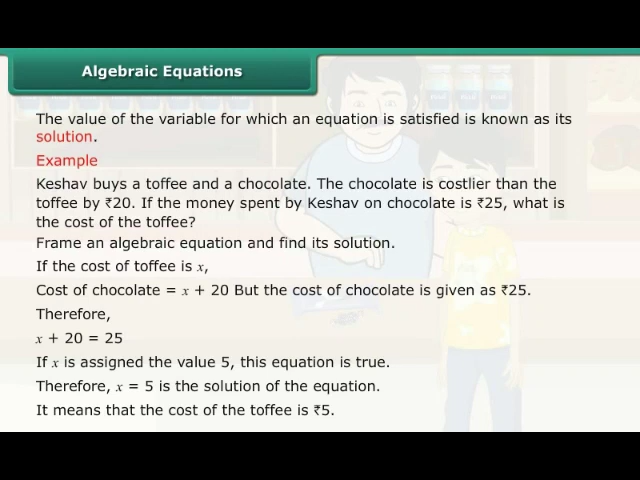 Algebraic Equations
The value of the variable for which an equation is satisfied is known as its
solution.
Example
Keshav buys a toffee and a chocolate. The chocolate is costlier than the
toffee by ₹20. If the money spent by Keshav on chocolate is ₹25, what is
the cost of the toffee?
Frame an algebraic equation and find its solution.
If the cost of toffee is x,
Cost of chocolate = x + 20 But the cost of chocolate is given as ₹25.
Therefore,
x + 20 = 25
If x is assigned the value 5, this equation is true.
Therefore, x = 5 is the solution of the equation.
It means that the cost of the toffee is ₹5.